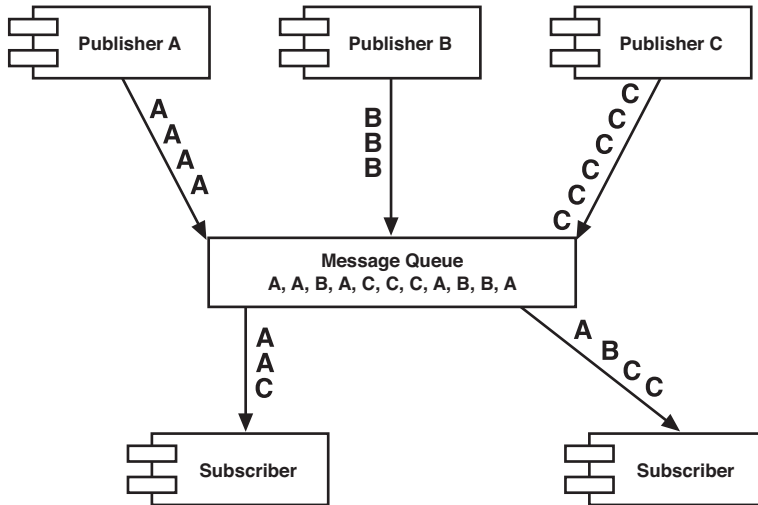 Publisher A
Publisher B
Publisher C
A
A
A
A
B
B
B
C
C
C
C
C
C
Message Queue
A, A, B, A, C, C, C, A, B, B, A
A
A
C
A
B
C
C
Subscriber
Subscriber